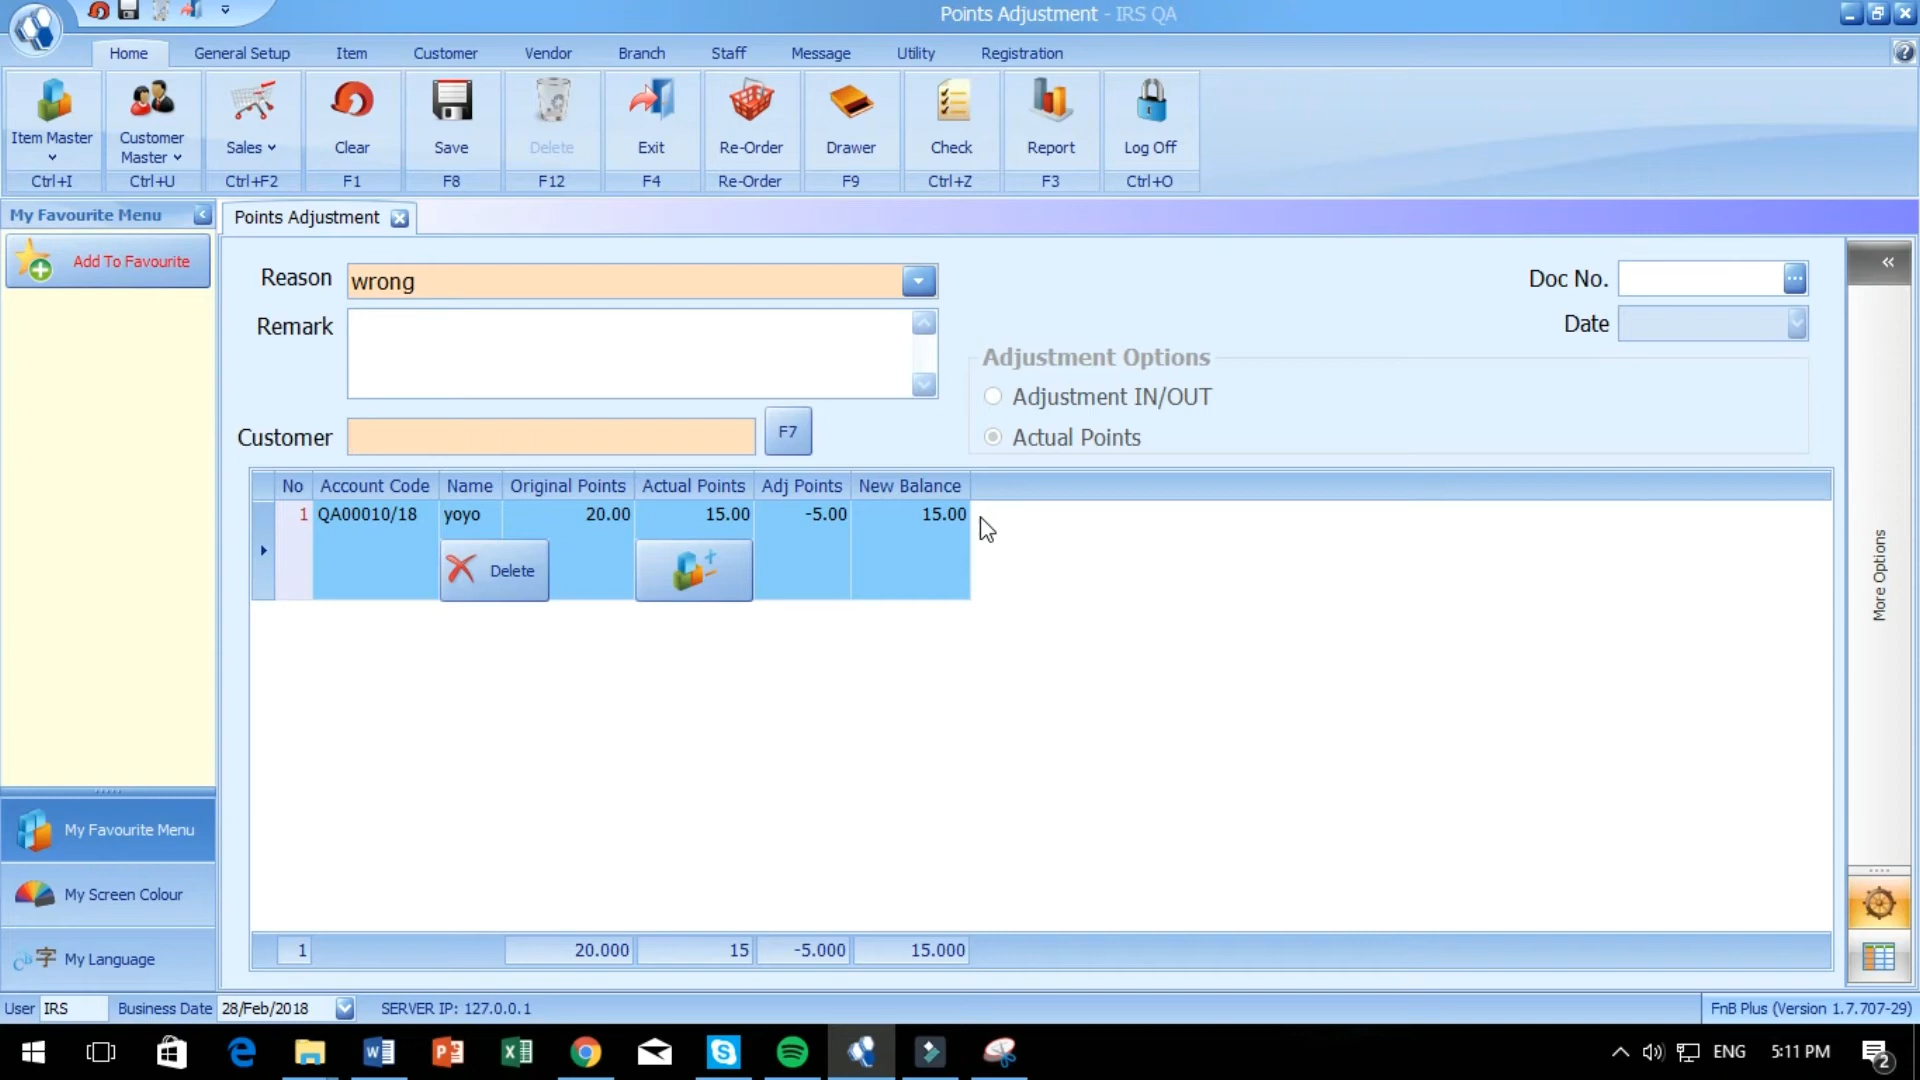 Points Adjustment - IRS QA
Home General Setup Item Customer Vendor Branch Staff Message Utility Registration
Item Master Customer Master Sales Clear Save Delete Exit Re-Order Drawer Check Report Log Off
Ctrl+I Ctrl+U Ctrl+F2 F1 F8 F12 F4 Re-Order F9 Ctrl+Z F3 Ctrl+O
My Favourite Menu
Points Adjustment
Add To Favourite
Reason wrong
Doc No.
Remark
Date
Adjustment Options
Adjustment IN/OUT
Customer F7
Actual Points
No Account Code Name Original Points Actual Points Adj Points New Balance
1 QA00010/18 yoyo 20.00 15.00 -5.00 15.00
Delete
More Options
My Favourite Menu
My Screen Colour
字 My Language
1 20.000 15 -5.000 15.000
User IRS Business Date 28/Feb/2018 SERVER IP: 127.0.0.1 FnB Plus (Version 1.7.707-29)
ENG 5:11 PM 2